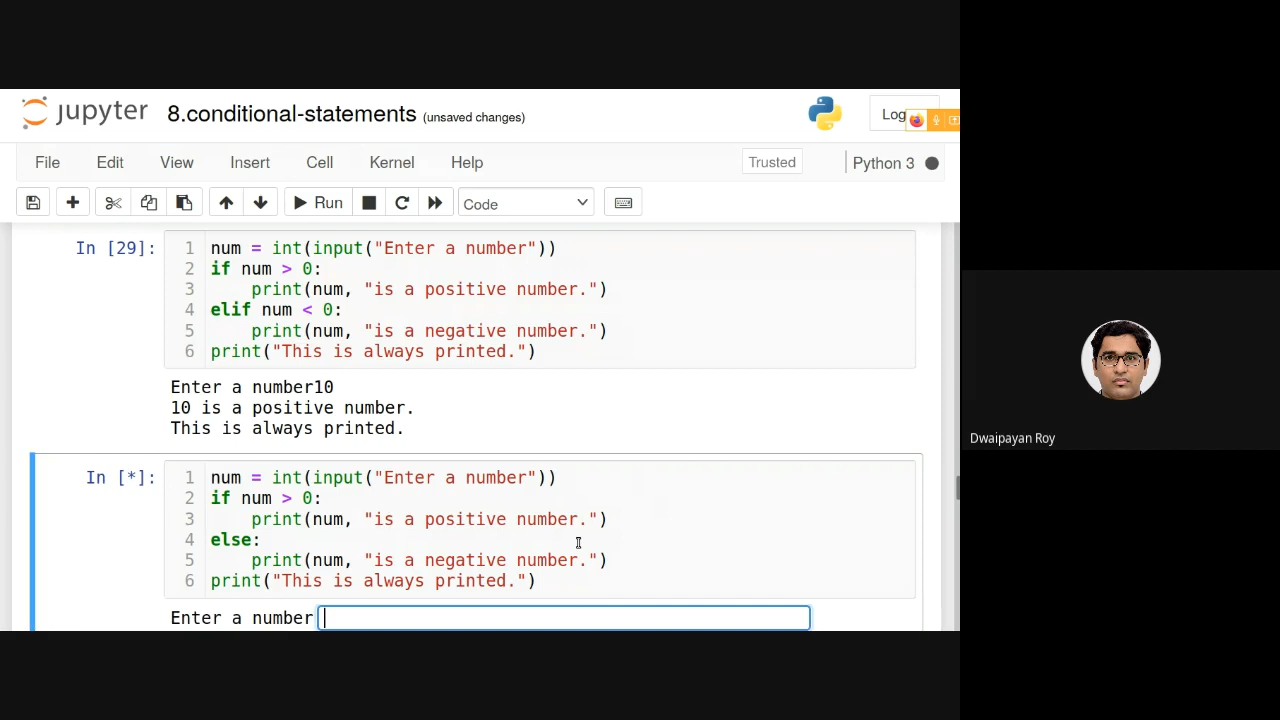 jupyter 8.conditional-statements (unsaved changes)
Log
File Edit View Insert Cell Kernel Help Trusted Python 3
Run Code
In [29]:
1 num = int(input("Enter a number"))
2 if num > 0:
3     print(num, "is a positive number.")
4 elif num < 0:
5     print(num, "is a negative number.")
6 print("This is always printed.")
Enter a number10
10 is a positive number.
This is always printed.
In [*]:
1 num = int(input("Enter a number"))
2 if num > 0:
3     print(num, "is a positive number.")
4 else:
5     print(num, "is a negative number.")
6 print("This is always printed.")
Enter a number
Dwaipayan Roy